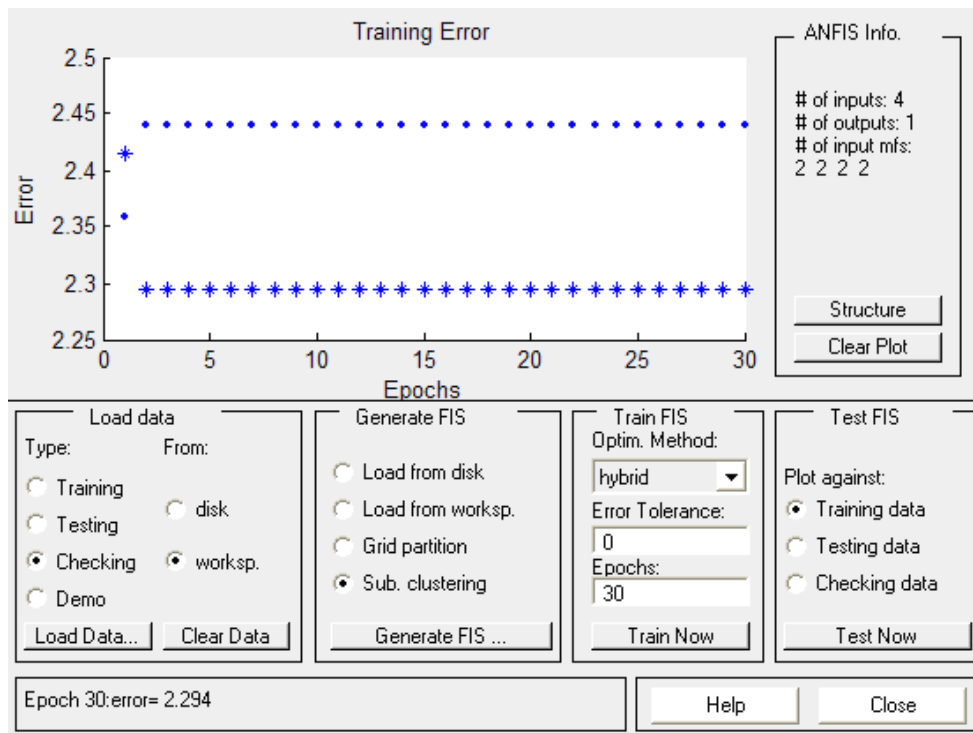 Training Error
2.5
2.45
2.4
2.35
2.3
2.25
Error
0
5
10
15
20
25
30
Epochs
ANFIS Info.
# of inputs: 4
# of outputs: 1
# of input mfs:
2 2 2 2
Structure
Clear Plot
Load data
Type:
From:
Training
Testing
Checking
Demo
disk
worksp.
Load Data...
Clear Data
Generate FIS
Load from disk
Load from worksp.
Grid partition
Sub. clustering
Generate FIS ...
Train FIS
Optim. Method:
hybrid
Error Tolerance:
0
Epochs:
30
Train Now
Test FIS
Plot against:
Training data
Testing data
Checking data
Test Now
Epoch 30:error= 2.294
Help
Close